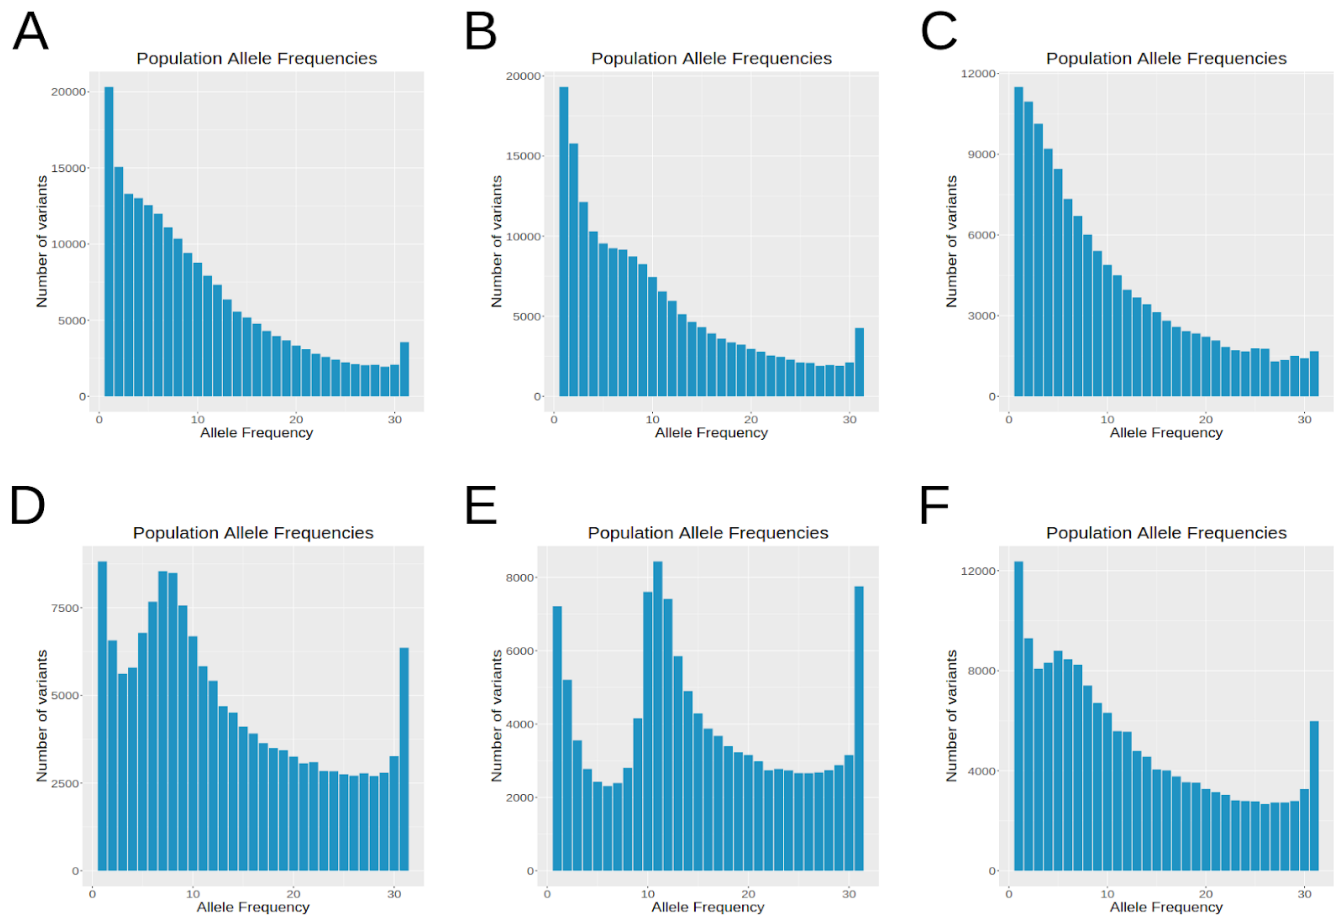 A
Population Allele Frequencies
Number of variants
20000
15000
10000
5000
0
0 10 20 30
Allele Frequency
B
Population Allele Frequencies
Number of variants
20000
15000
10000
5000
0
0 10 20 30
Allele Frequency
C
Population Allele Frequencies
Number of variants
12000
9000
6000
3000
0
0 10 20 30
Allele Frequency
D
Population Allele Frequencies
Number of variants
7500
5000
2500
0
0 10 20 30
Allele Frequency
E
Population Allele Frequencies
Number of variants
8000
6000
4000
2000
0
0 10 20 30
Allele Frequency
F
Population Allele Frequencies
Number of variants
12000
8000
4000
0
0 10 20 30
Allele Frequency